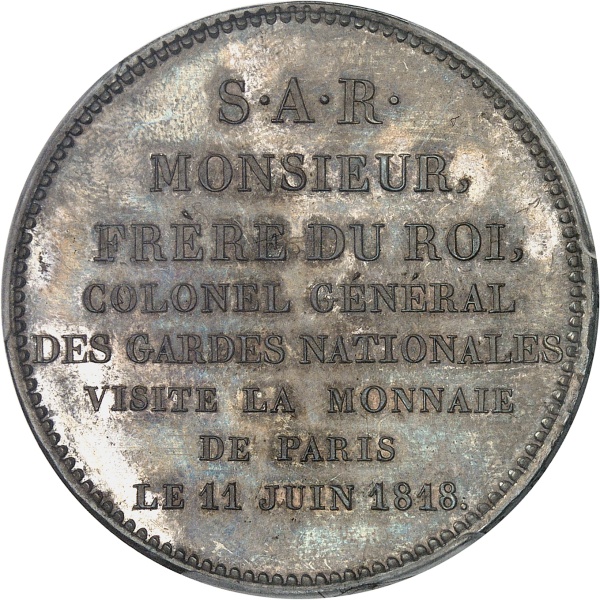 S·A·R·
MONSIEUR,
FRÈRE DU ROI,
COLONEL GÉNÉRAL
DES GARDES NATIONALES
VISITE LA MONNAIE
DE PARIS
LE 11 JUIN 1818.